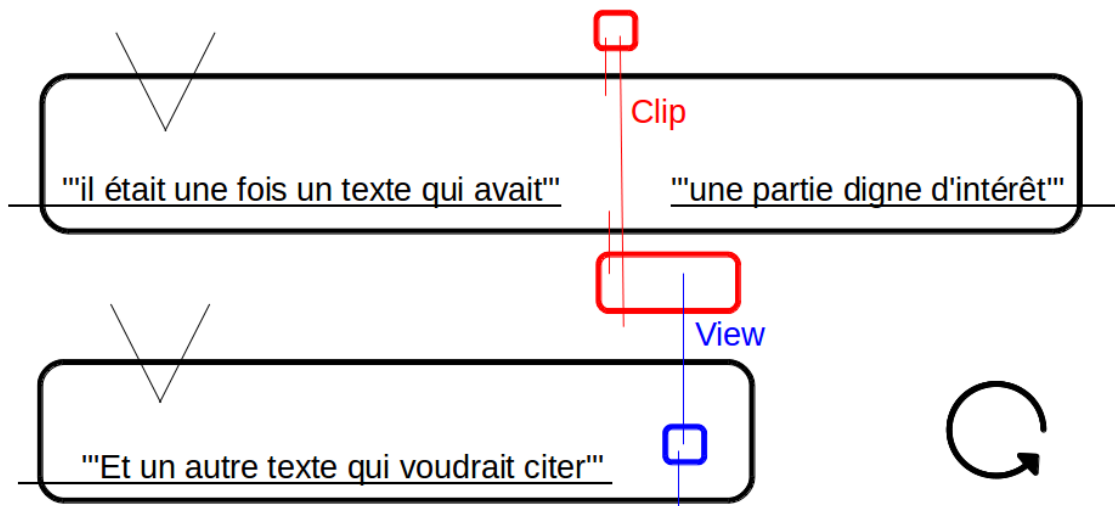 Clip
'"il était une fois un texte qui avait'" '"une partie digne d'intérêt'"
View
'"Et un autre texte qui voudrait citer'"